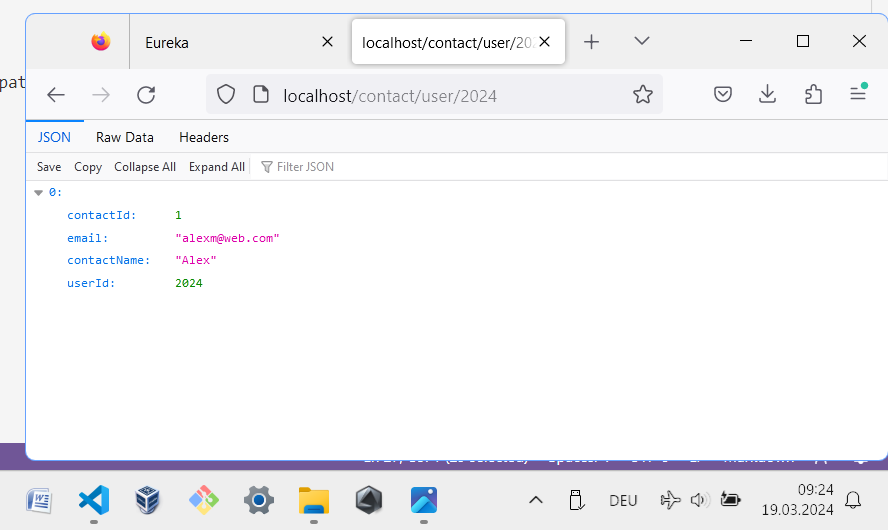 Eureka
localhost/contact/user/202
pat
localhost/contact/user/2024
JSON Raw Data Headers
Save Copy Collapse All Expand All Filter JSON
0:
contactId: 1
email: "alexm@web.com"
contactName: "Alex"
userId: 2024
DEU
09:24
19.03.2024